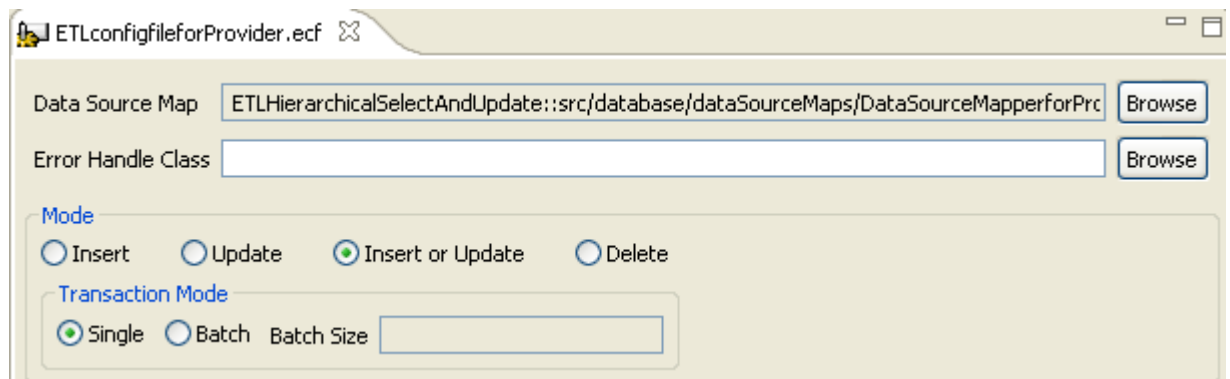 ETLconfigfileforProvider.ecf
Data Source Map ETLHierarchicalSelectAndUpdate::src/database/dataSourceMaps/DataSourceMapperforPrc Browse
Error Handle Class Browse
Mode
Insert Update Insert or Update Delete
Transaction Mode
Single Batch Batch Size